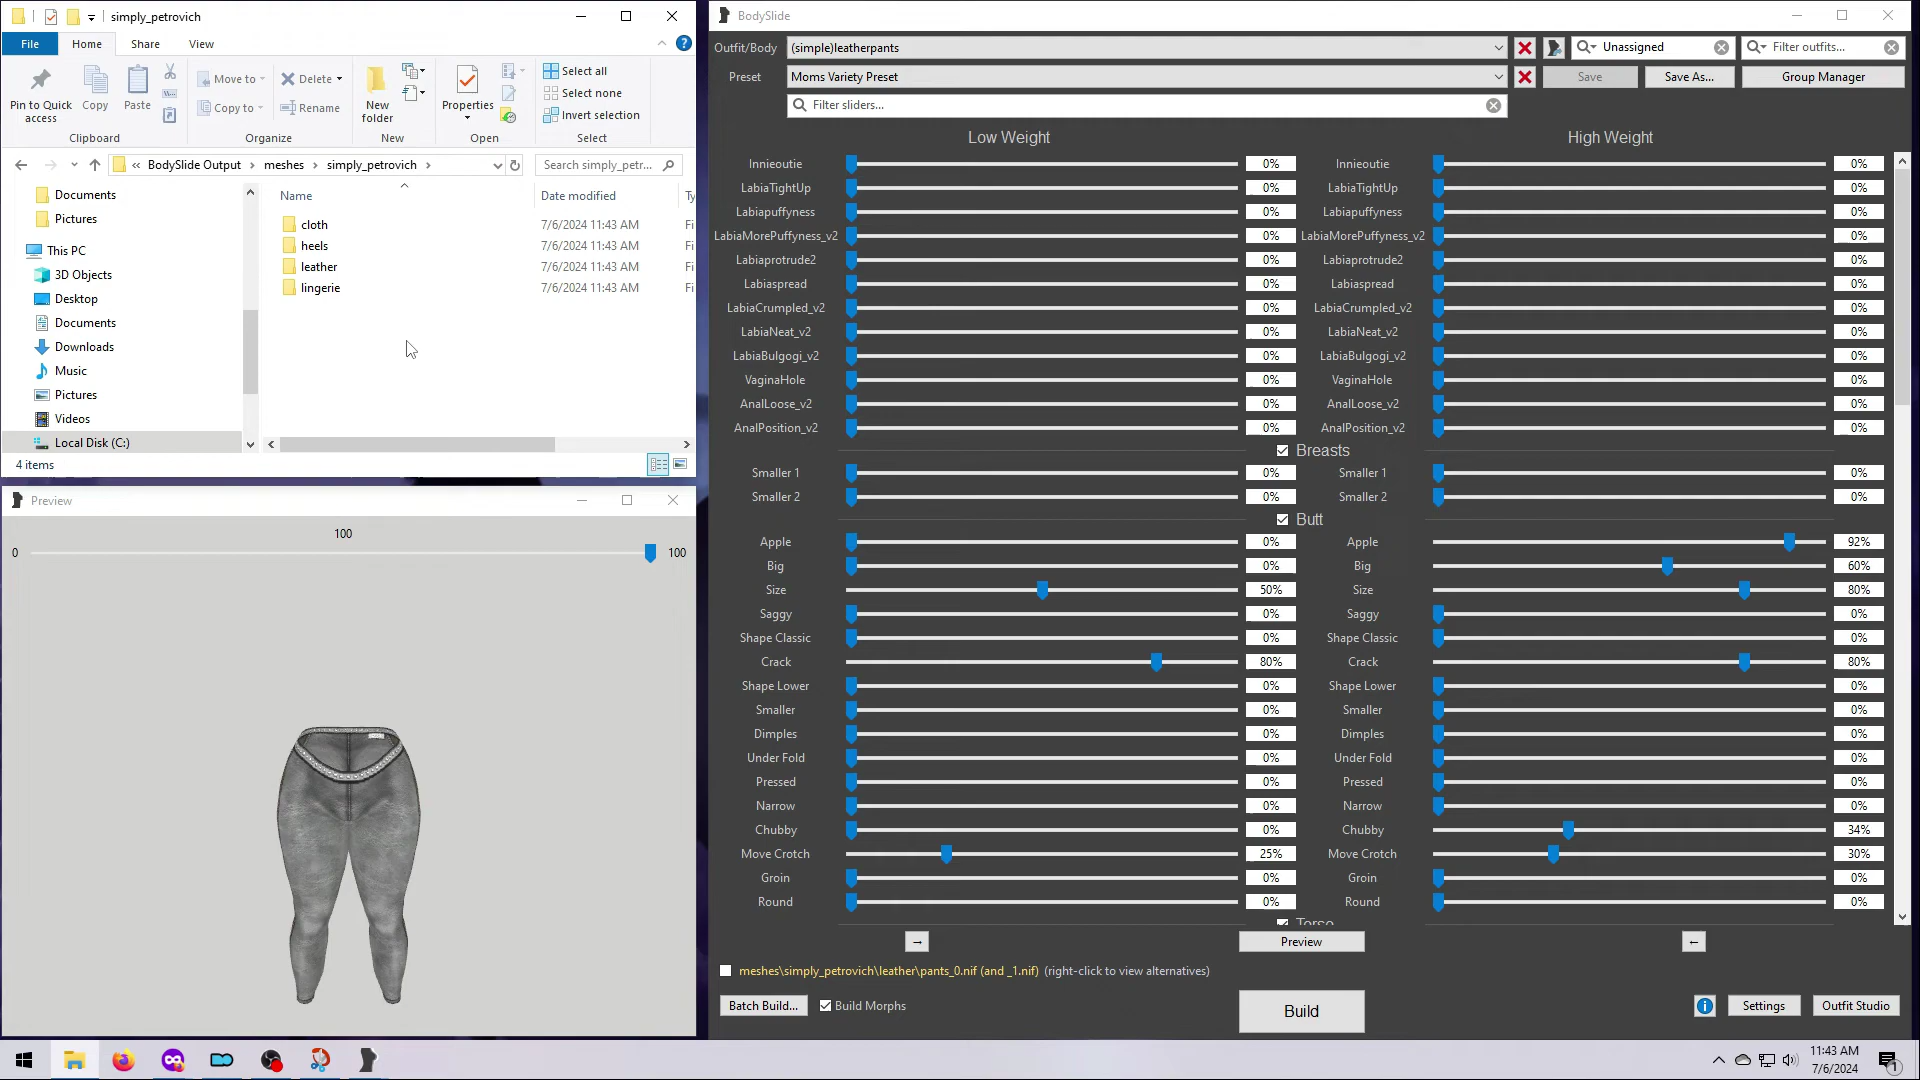 simply_petrovich
File
Home
Share
View
Pin to Quick access
Copy
Paste
Clipboard
Move to
Copy to
Delete
Rename
Organize
New folder
New
Properties
Open
Select all
Select none
Invert selection
Select
« BodySlide Output > meshes > simply_petrovich >
Search simply_petr...
Documents
Pictures
This PC
3D Objects
Desktop
Documents
Downloads
Music
Pictures
Videos
Local Disk (C:)
Name Date modified Ty
cloth 7/6/2024 11:43 AM Fi
heels 7/6/2024 11:43 AM Fi
leather 7/6/2024 11:43 AM Fi
lingerie 7/6/2024 11:43 AM Fi
4 items
Preview
100
0 100
BodySlide
Outfit/Body (simple)leatherpants Unassigned Filter outfits...
Preset Moms Variety Preset Save Save As... Group Manager
Filter sliders...
Low Weight High Weight
Innieoutie 0% Innieoutie 0%
LabiaTightUp 0% LabiaTightUp 0%
Labiapuffyness 0% Labiapuffyness 0%
LabiaMorePuffyness_v2 0% LabiaMorePuffyness_v2 0%
Labiaprotrude2 0% Labiaprotrude2 0%
Labiaspread 0% Labiaspread 0%
LabiaCrumpled_v2 0% LabiaCrumpled_v2 0%
LabiaNeat_v2 0% LabiaNeat_v2 0%
LabiaBulgogi_v2 0% LabiaBulgogi_v2 0%
VaginaHole 0% VaginaHole 0%
AnalLoose_v2 0% AnalLoose_v2 0%
AnalPosition_v2 0% AnalPosition_v2 0%
Breasts
Smaller 1 0% Smaller 1 0%
Smaller 2 0% Smaller 2 0%
Butt
Apple 0% Apple 92%
Big 0% Big 60%
Size 50% Size 80%
Saggy 0% Saggy 0%
Shape Classic 0% Shape Classic 0%
Crack 80% Crack 80%
Shape Lower 0% Shape Lower 0%
Smaller 0% Smaller 0%
Dimples 0% Dimples 0%
Under Fold 0% Under Fold 0%
Pressed 0% Pressed 0%
Narrow 0% Narrow 0%
Chubby 0% Chubby 34%
Move Crotch 25% Move Crotch 30%
Groin 0% Groin 0%
Round 0% Round 0%
Torso
→ Preview ←
meshes\simply_petrovich\leather\pants_0.nif (and _1.nif) (right-click to view alternatives)
Batch Build... Build Morphs Build Settings Outfit Studio
11:43 AM
7/6/2024
1